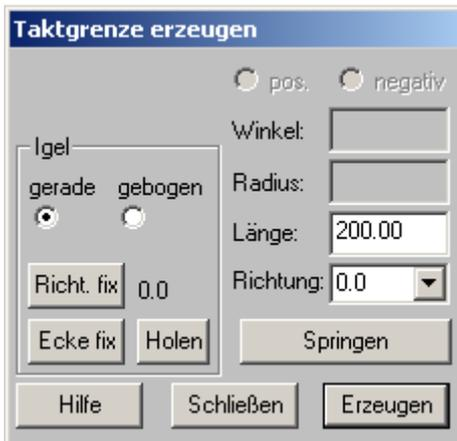 Taktgrenze erzeugen
pos. negativ
Winkel:
Igel
gerade gebogen
Radius:
Länge: 200.00
Richt. fix 0.0
Richtung: 0.0
Ecke fix Holen
Springen
Hilfe Schließen Erzeugen